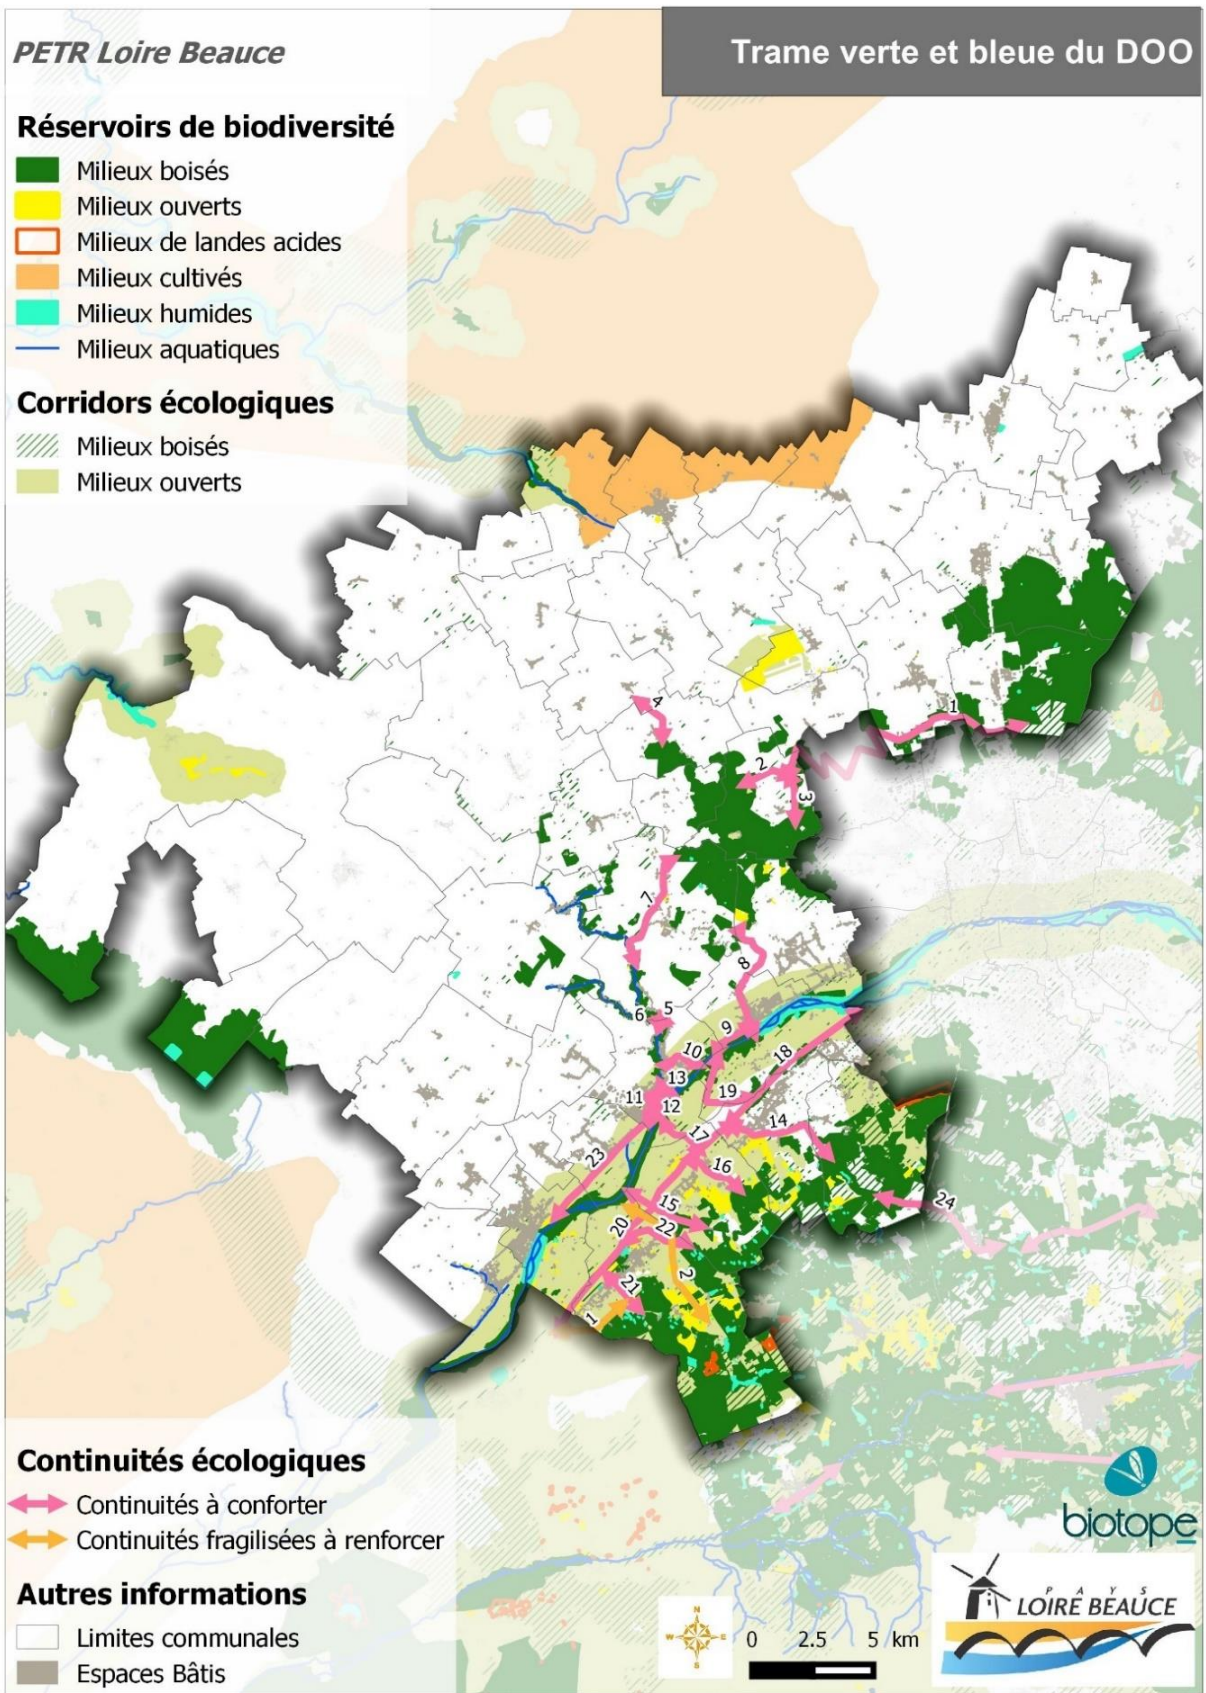 PETR Loire Beauce
Trame verte et bleue du DOO
Réservoirs de biodiversité
Milieux boisés
Milieux ouverts
Milieux de landes acides
Milieux cultivés
Milieux humides
Milieux aquatiques
Corridors écologiques
Milieux boisés
Milieux ouverts
1
4
2
3
7
8
5
6
9
10
18
13
19
11
12
14
17
23
16
15
24
20
22
2
21
1
Continuités écologiques
Continuités à conforter
Continuités fragilisées à renforcer
Autres informations
Limites communales
Espaces Bâtis
N
W E
S
0 2.5 5 km
biotope
PAYS
LOIRE BEAUCE